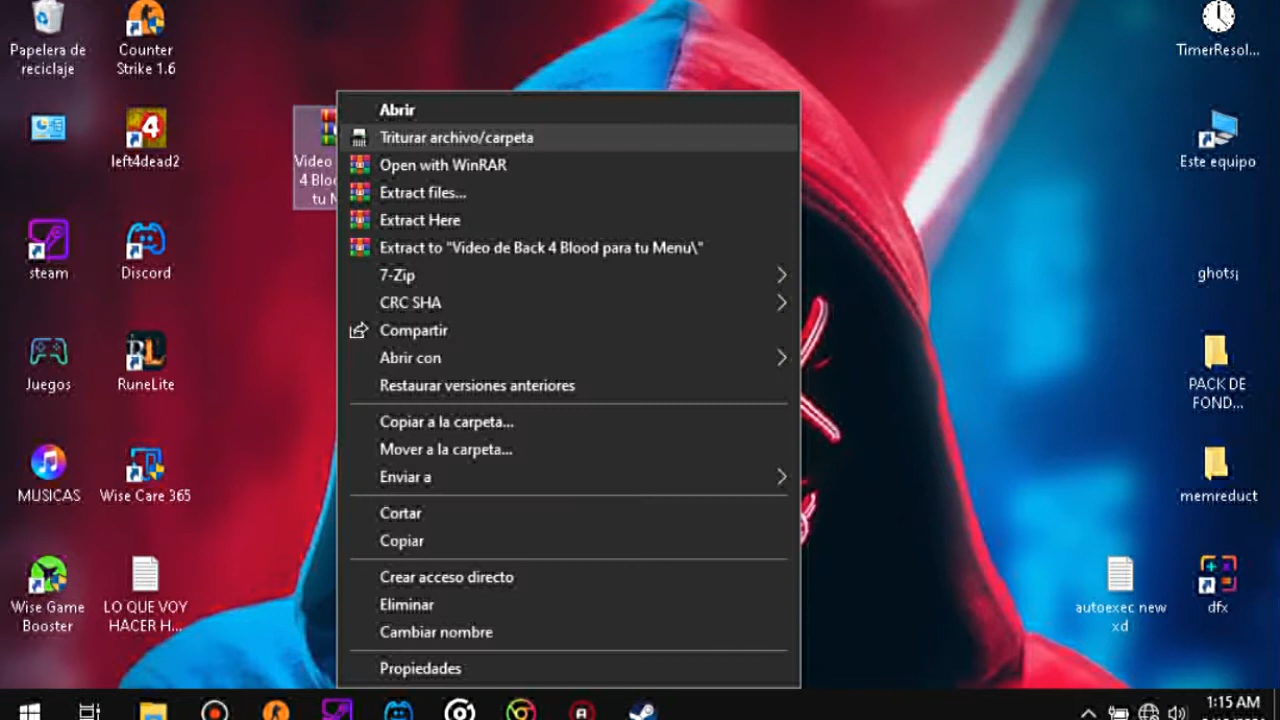 Papelera de
reciclaje
Counter
Strike 1.6
left4dead2
steam
Discord
Juegos
RuneLite
MUSICAS
Wise Care 365
Wise Game
Booster
LO QUE VOY
HACER H...
Video
4
tu
Abrir
Triturar archivo/carpeta
Open with WinRAR
Extract files...
Extract Here
Extract to "Video de Back 4 Blood para tu Menu\"
7-Zip
CRC SHA
Compartir
Abrir con
Restaurar versiones anteriores
Copiar a la carpeta...
Mover a la carpeta...
Enviar a
Cortar
Copiar
Crear acceso directo
Eliminar
Cambiar nombre
Propiedades
TimerResol...
Este equipo
PACK DE
FOND...
memreduct
autoexec new
xd
dfx
1:15 AM